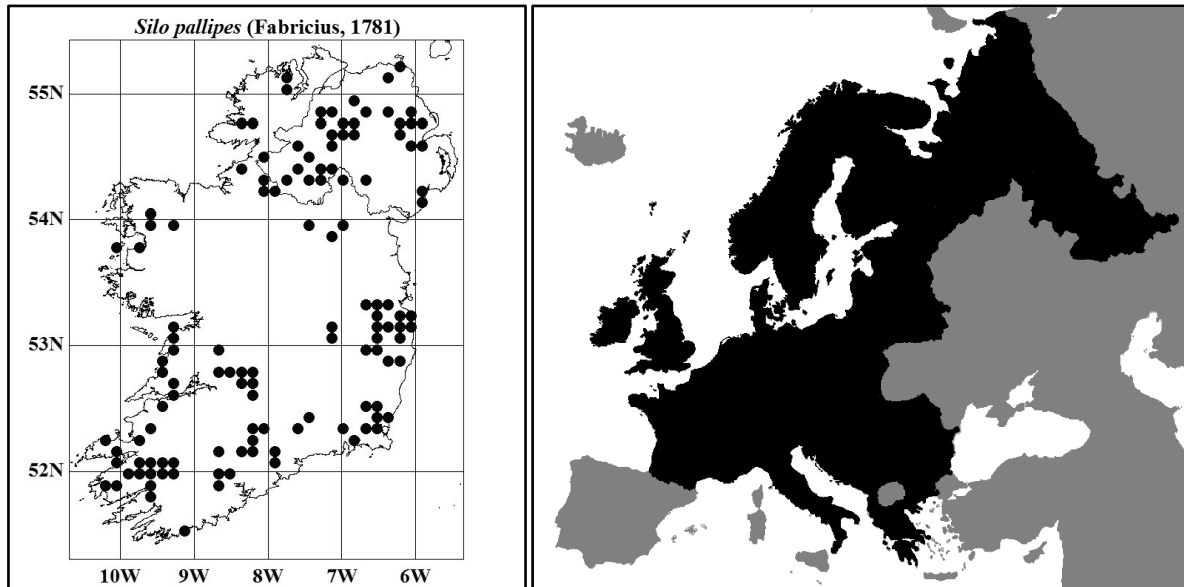 Silo pallipes (Fabricius, 1781)
55N
54N
53N
52N
10W 9W 8W 7W 6W